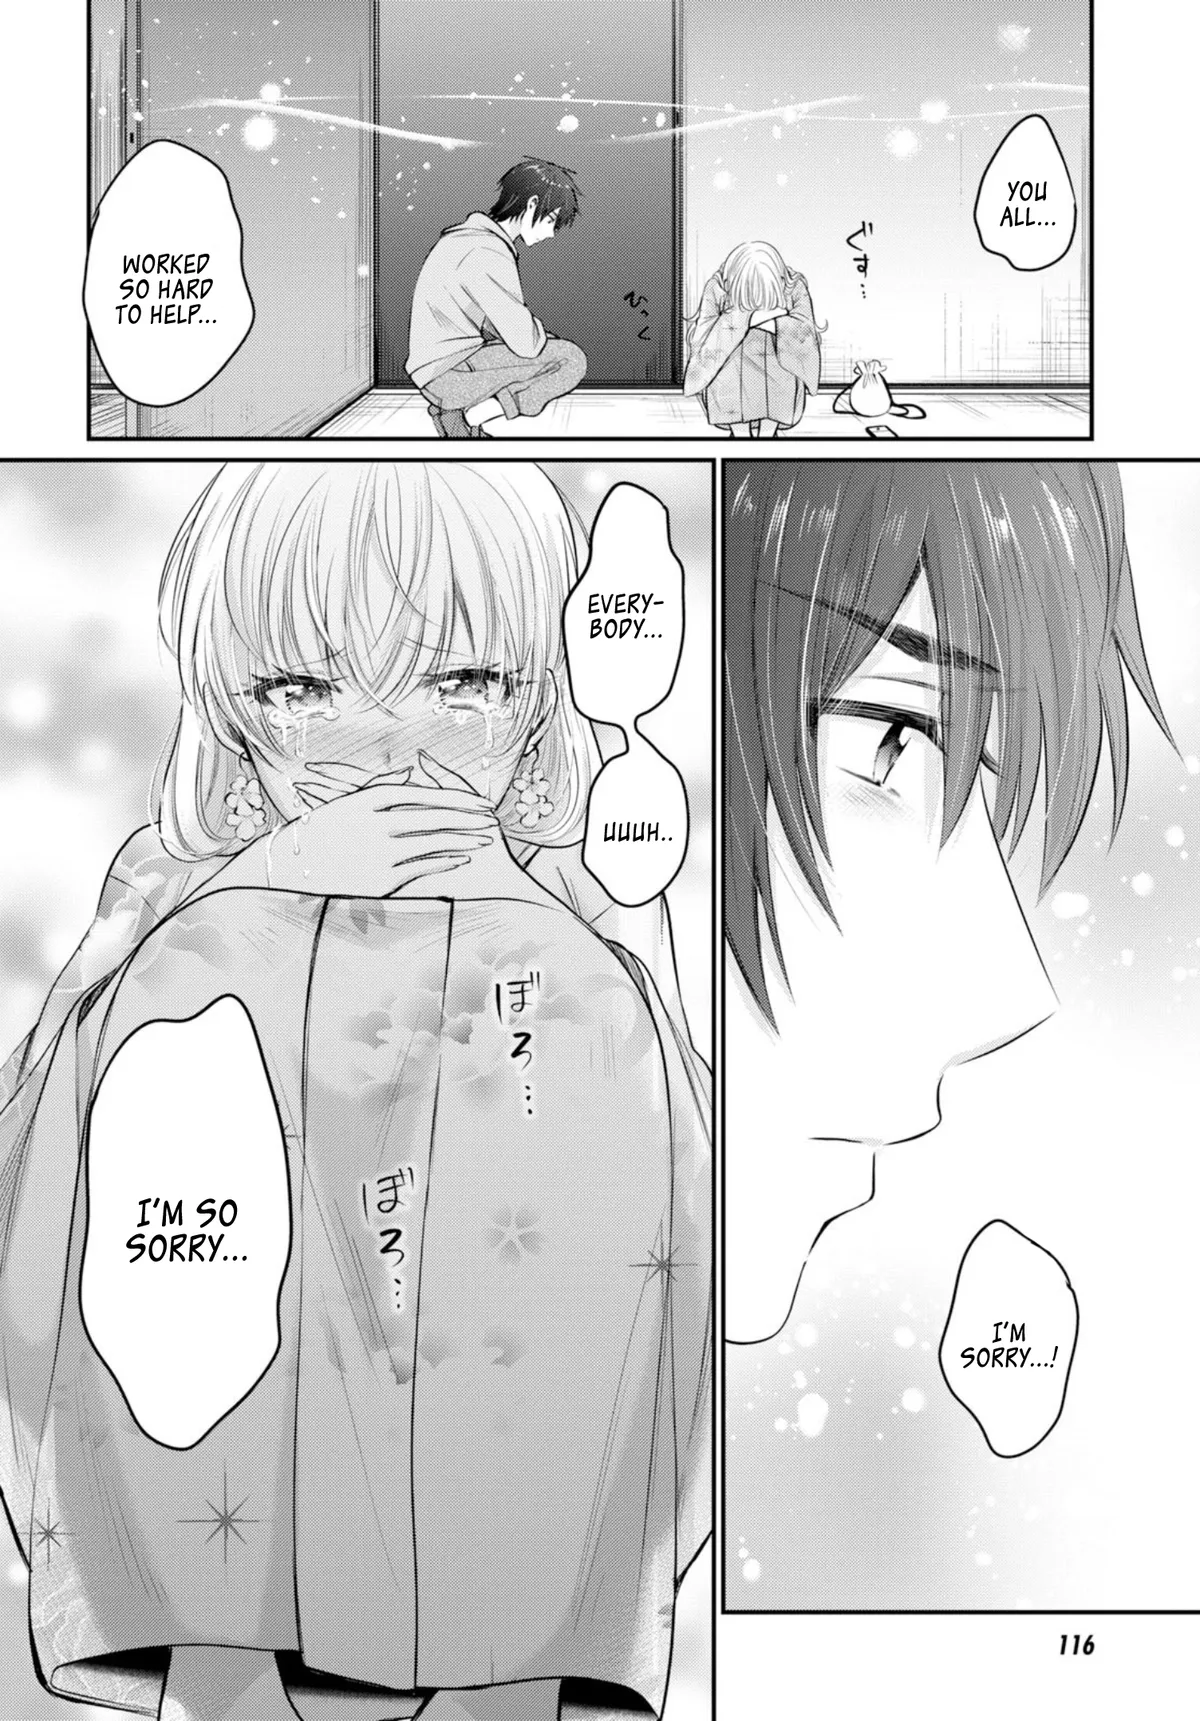 YOU
ALL...
ぐす…
ひっく
WORKED
SO HARD
TO HELP...
I'M
SORRY...!
EVERY-
BODY...
UUUH..
ぼろ…
ぼろ…
I'M SO
SORRY...
116